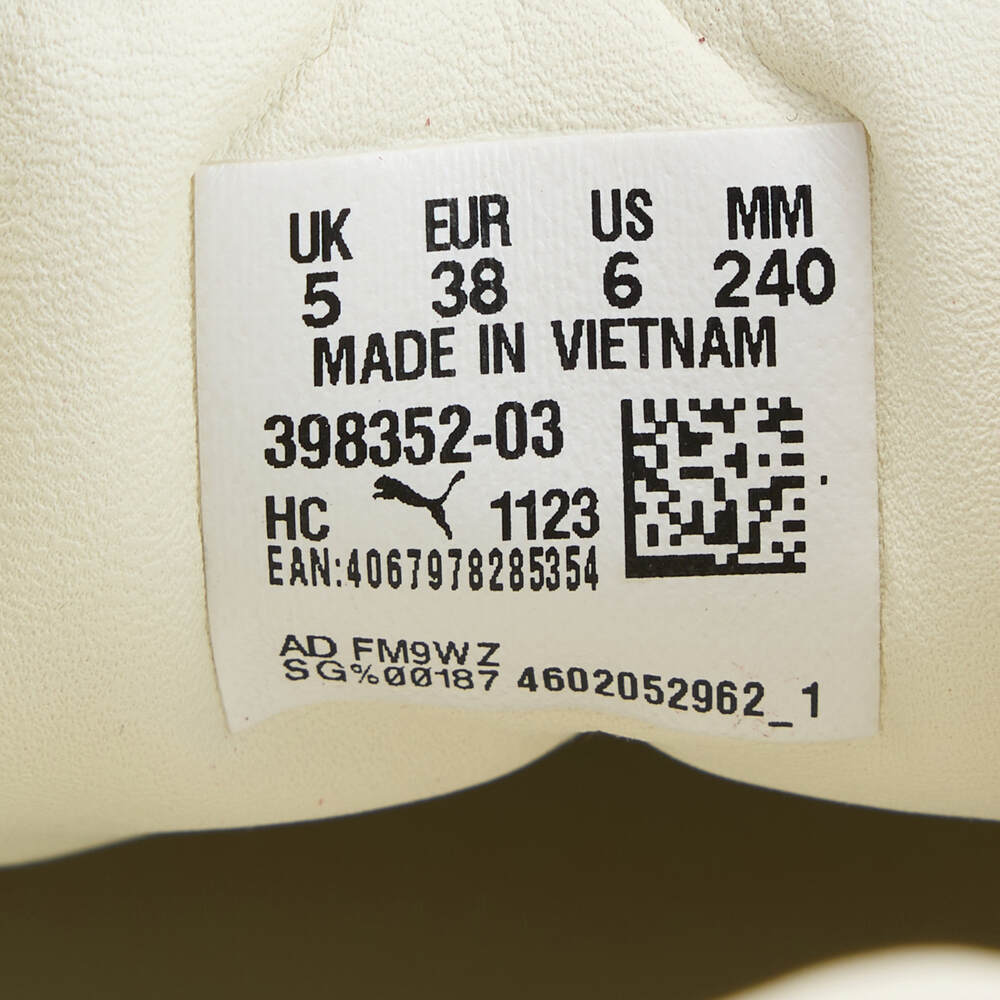 UK EUR US MM
5 38 6 240
MADE IN VIETNAM
398352-03
HC 1123
EAN:4067978285354
AD FM9WZ
SG%00187 4602052962_1